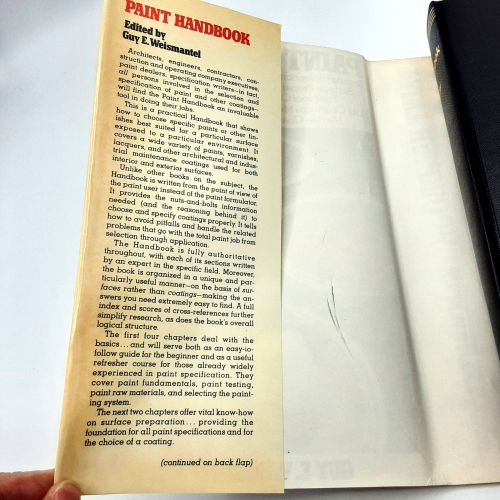 PAINT HANDBOOK
Edited by
Guy E. Weismantel
Architects, engineers, contractors, con-
struction and operating company executives,
paint dealers, specification writers—in fact,
all persons involved in the selection and
specification of paint and other coatings—
will find the Paint Handbook an invaluable
tool in doing their jobs.
This is a practical Handbook that shows
how to choose specific paints or other fin-
ishes best suited for a particular surface
exposed to a particular environment. It
covers a wide variety of paints, varnishes,
lacquers, and other architectural and indus-
trial maintenance coatings used for both
interior and exterior surfaces.
Unlike other books on the subject, the
Handbook is written from the point of view of
the paint user instead of the paint formulator.
It provides the nuts-and-bolts information
needed (and the reasoning behind it) to
choose and specify coatings properly. It tells
how to avoid pitfalls and handle the related
problems that go with the total paint job from
selection through application.
The Handbook is fully authoritative
throughout, with each of its sections written
by an expert in the specific field. Moreover,
the book is organized in a unique and par-
ticularly useful manner—on the basis of sur-
faces rather than coatings—making the an-
swers you need extremely easy to find. A full
index and scores of cross-references further
simplify research, as does the book's overall
logical structure.
The first four chapters deal with the
basics...and will serve both as an easy-to-
follow guide for the beginner and as a useful
refresher course for those already widely
experienced in paint specification. They
cover paint fundamentals, paint testing,
paint raw materials, and selecting the paint-
ing system.
The next two chapters offer vital know-how
on surface preparation...providing the
foundation for all paint specifications and for
the choice of a coating.
(continued on back flap)